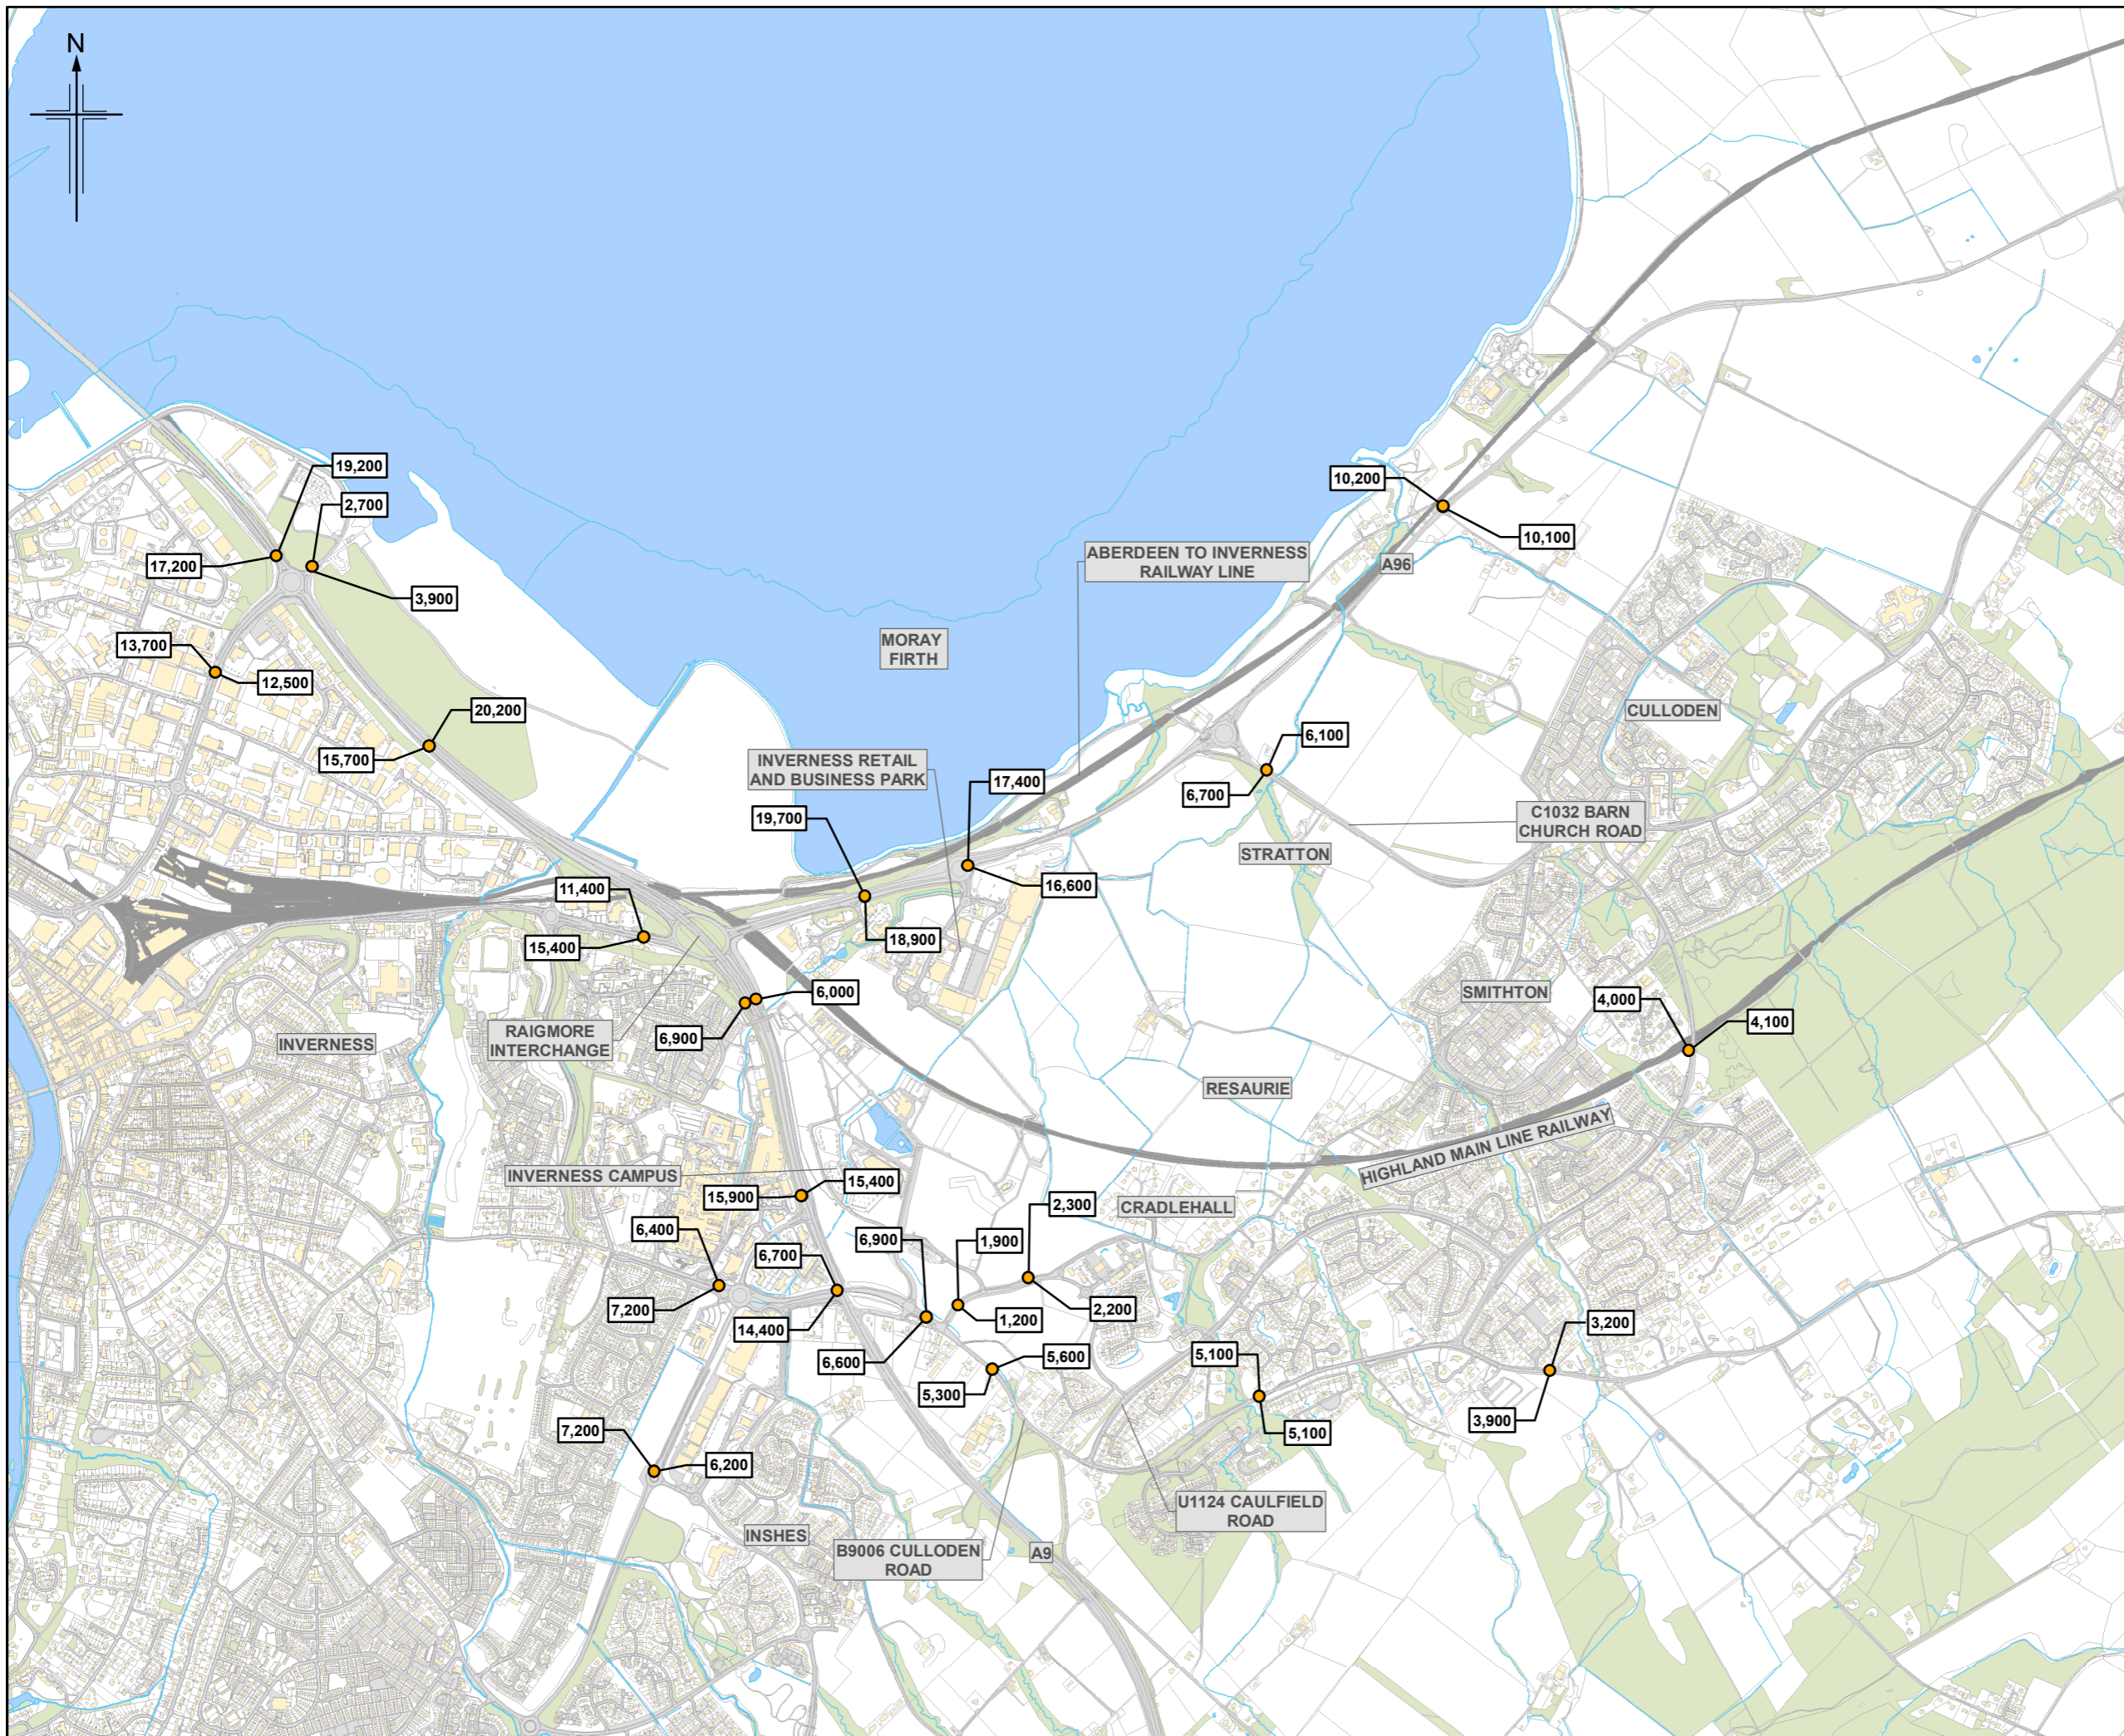 N
19,200
2,700
10,200
10,100
17,200
ABERDEEN TO INVERNESS
RAILWAY LINE
A96
3,900
13,700
MORAY
FIRTH
12,500
20,200
CULLODEN
6,100
15,700
INVERNESS RETAIL
AND BUSINESS PARK
17,400
6,700
19,700
C1032 BARN
CHURCH ROAD
STRATTON
11,400
16,600
15,400
18,900
6,000
SMITHTON
4,000
4,100
RAIGMORE
INTERCHANGE
INVERNESS
6,900
RESAURIE
HIGHLAND MAIN LINE RAILWAY
INVERNESS CAMPUS
15,400
15,900
2,300
CRADLEHALL
6,400
6,900
1,900
6,700
7,200
2,200
14,400
1,200
3,200
6,600
5,600
5,100
5,300
3,900
7,200
5,100
6,200
U1124 CAULFIELD
ROAD
INSHES
B9006 CULLODEN
ROAD
A9